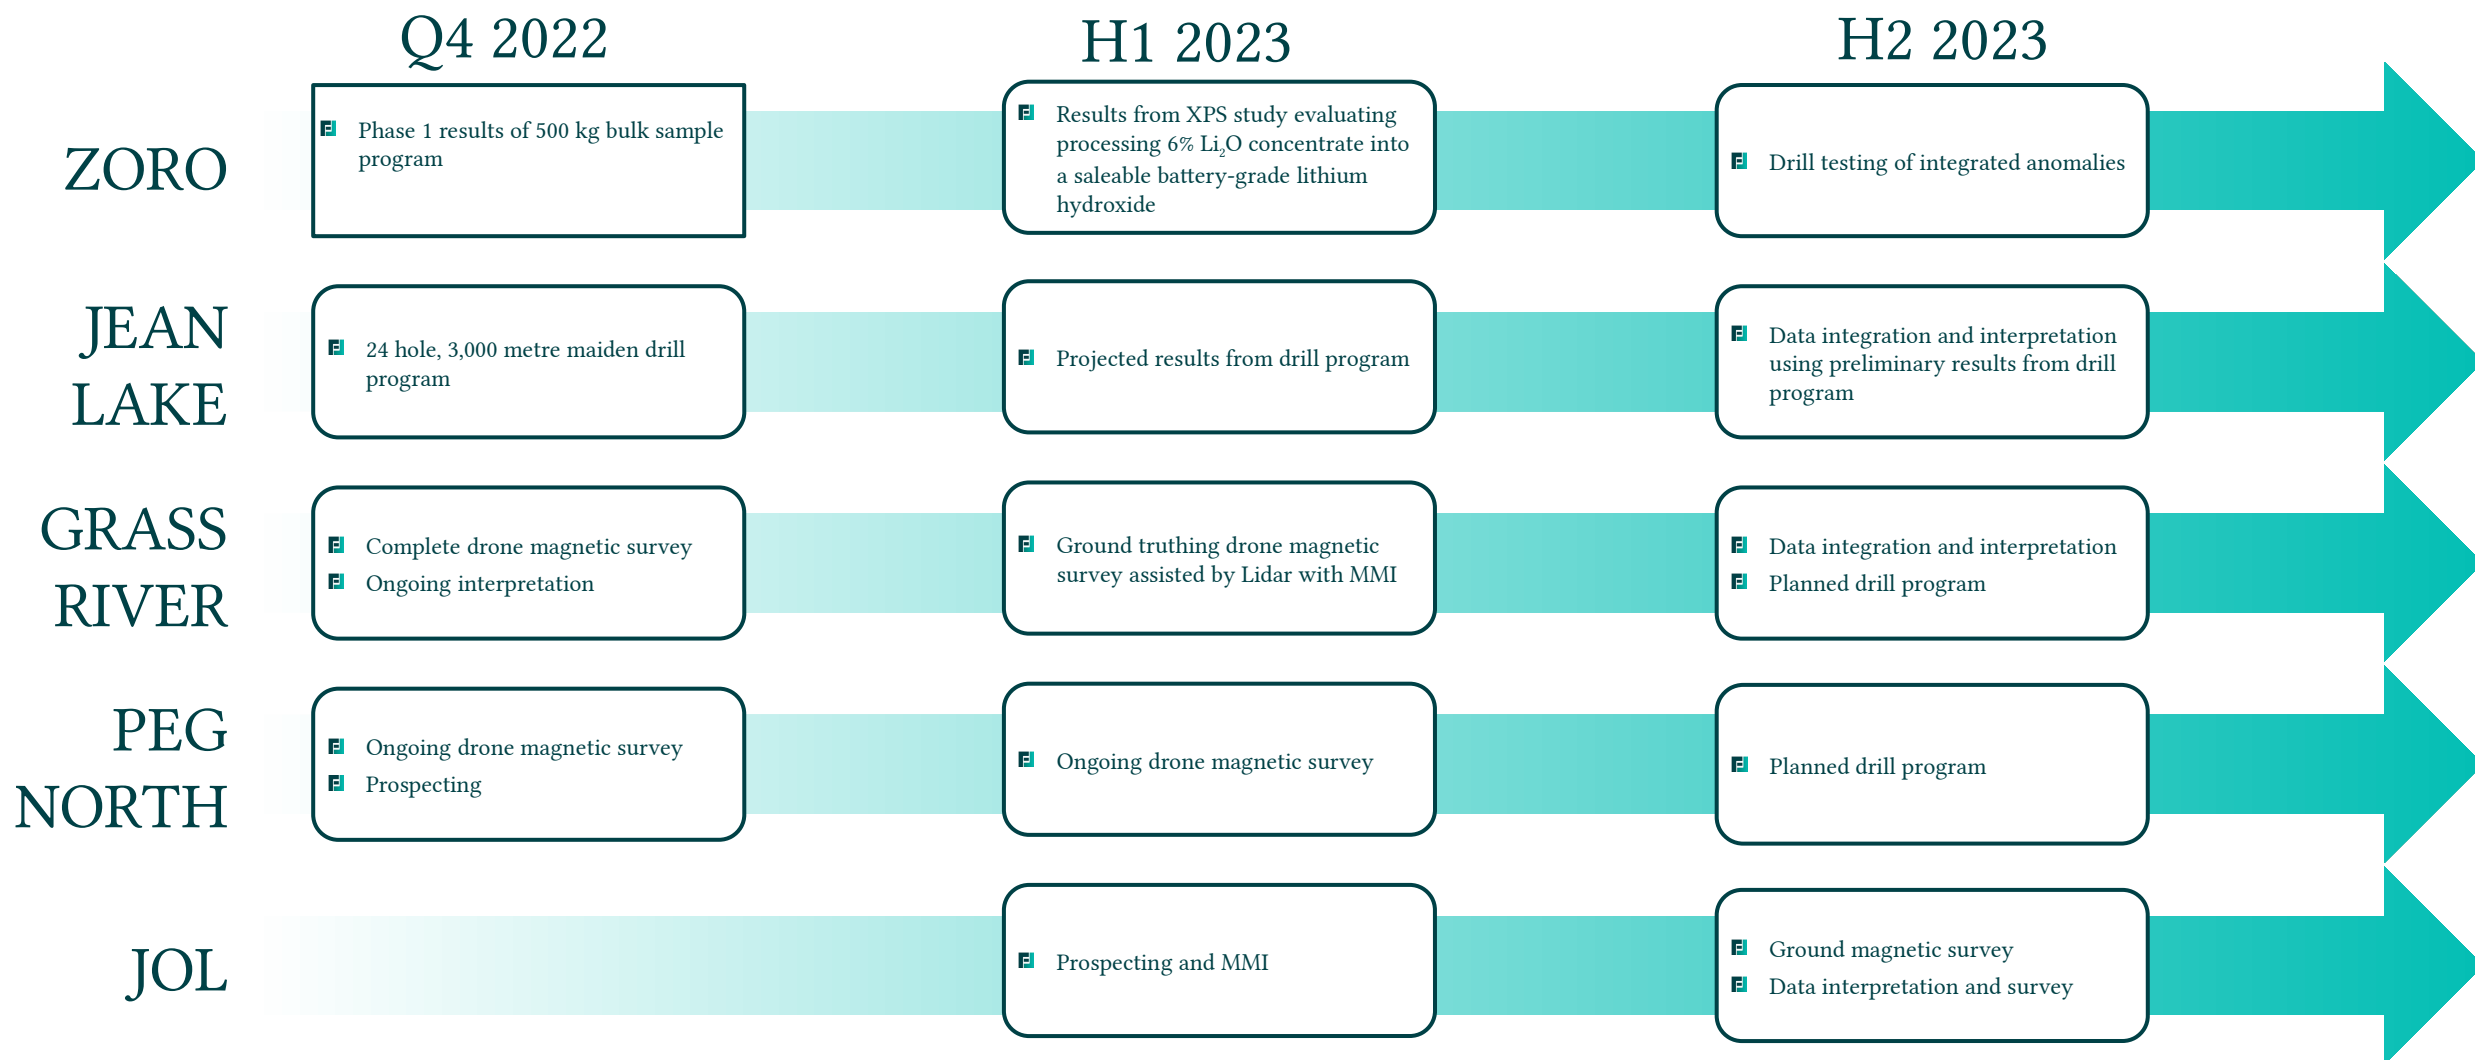 Q4 2022
H1 2023
H2 2023
ZORO
Phase 1 results of 500 kg bulk sample
program
Results from XPS study evaluating
processing 6% Li₂O concentrate into
a saleable battery-grade lithium
hydroxide
Drill testing of integrated anomalies
JEAN
LAKE
24 hole, 3,000 metre maiden drill
program
Projected results from drill program
Data integration and interpretation
using preliminary results from drill
program
GRASS
RIVER
Complete drone magnetic survey
Ongoing interpretation
Ground truthing drone magnetic
survey assisted by Lidar with MMI
Data integration and interpretation
Planned drill program
PEG
NORTH
Ongoing drone magnetic survey
Prospecting
Ongoing drone magnetic survey
Planned drill program
JOL
Prospecting and MMI
Ground magnetic survey
Data interpretation and survey